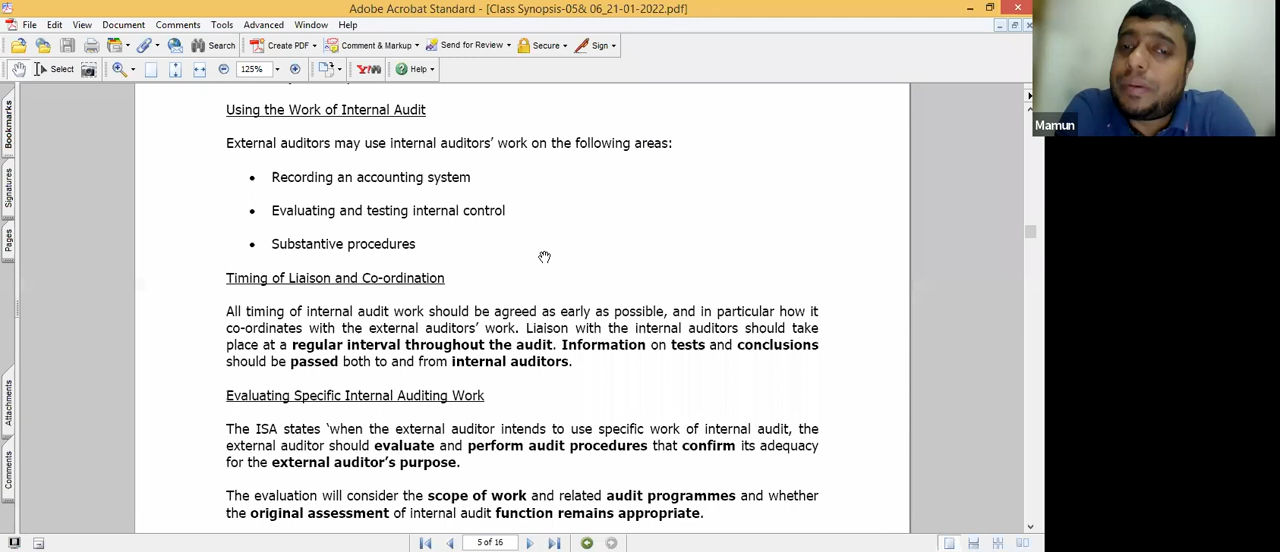 Adobe Acrobat Standard - [Class Synopsis-05& 06_21-01-2022.pdf]
File Edit View Document Comments Tools Advanced Window Help
Search Create PDF Comment & Markup Send for Review Secure Sign
Select 125% Help
Mamun
Bookmarks
Signatures
Pages
Attachments
Comments
Using the Work of Internal Audit
External auditors may use internal auditors’ work on the following areas:
• Recording an accounting system
• Evaluating and testing internal control
• Substantive procedures
Timing of Liaison and Co-ordination
All timing of internal audit work should be agreed as early as possible, and in particular how it
co-ordinates with the external auditors’ work. Liaison with the internal auditors should take
place at a regular interval throughout the audit. Information on tests and conclusions
should be passed both to and from internal auditors.
Evaluating Specific Internal Auditing Work
The ISA states ‘when the external auditor intends to use specific work of internal audit, the
external auditor should evaluate and perform audit procedures that confirm its adequacy
for the external auditor’s purpose.
The evaluation will consider the scope of work and related audit programmes and whether
the original assessment of internal audit function remains appropriate.
5 of 16